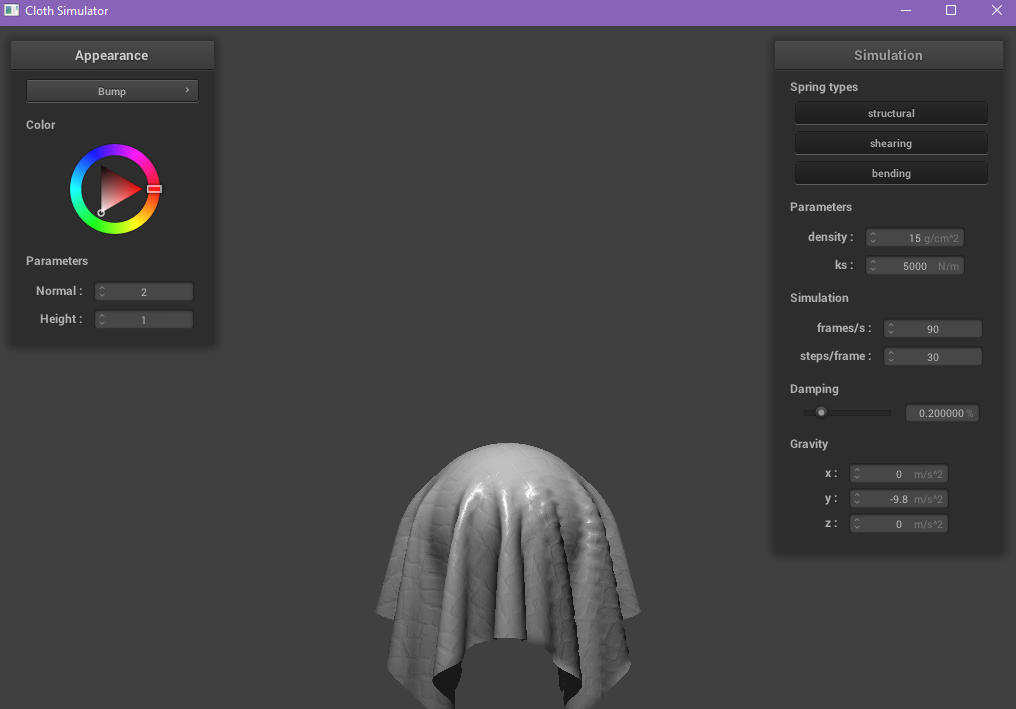 Cloth Simulator
Appearance
Bump
Color
Parameters
Normal : 2
Height : 1
Simulation
Spring types
structural
shearing
bending
Parameters
density : 15 g/cm^2
ks : 5000 N/m
Simulation
frames/s : 90
steps/frame : 30
Damping
0.200000 %
Gravity
x : 0 m/s^2
y : -9.8 m/s^2
z : 0 m/s^2